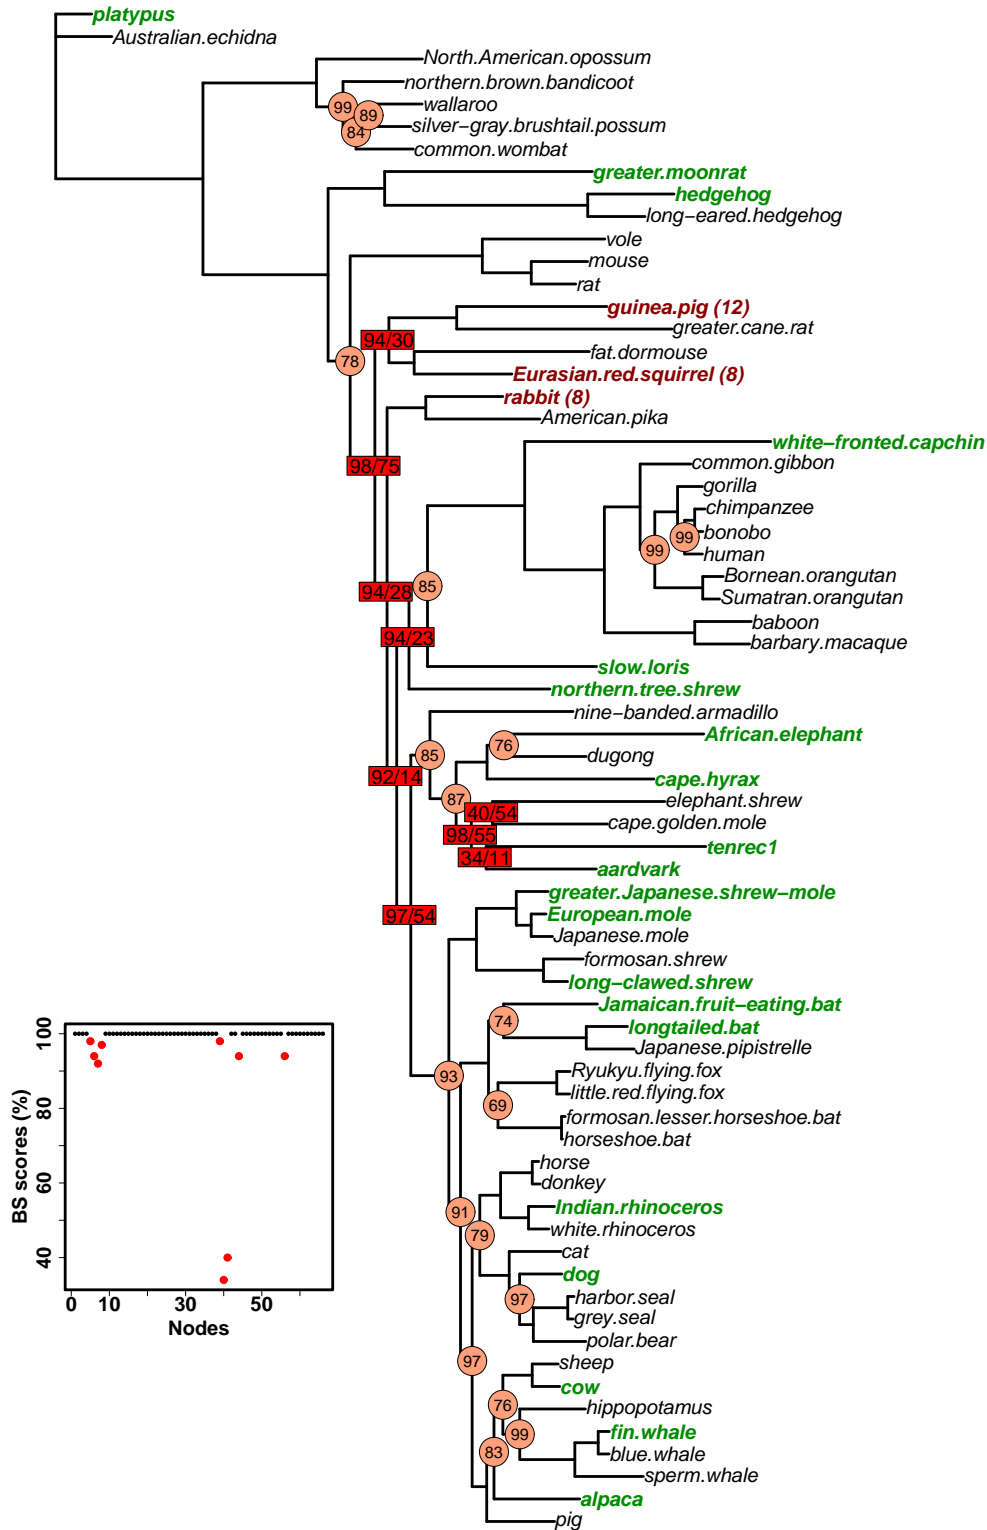 platypus
Australian.echidna
North.American.opossum
northern.brown.bandicoot
99
wallaroo
89
silver-gray.brushtail.possum
84
common.wombat
greater.moonrat
hedgehog
long-eared.hedgehog
vole
mouse
rat
guinea.pig (12)
greater.cane.rat
94/30
fat.dormouse
78
Eurasian.red.squirrel (8)
rabbit (8)
American.pika
white-fronted.capchin
common.gibbon
98/75
gorilla
chimpanzee
bonobo
99
99
human
Bornean.orangutan
85
94/28
Sumatran.orangutan
baboon
94/23
barbary.macaque
slow.loris
northern.tree.shrew
nine-banded.armadillo
African.elephant
76
85
dugong
92/14
cape.hyrax
87
elephant.shrew
40/54
cape.golden.mole
98/55
tenrec1
34/11
aardvark
greater.Japanese.shrew-mole
97/54
European.mole
Japanese.mole
formosan.shrew
long-clawed.shrew
Jamaican.fruit-eating.bat
74
longtailed.bat
Japanese.pipistrelle
93
Ryukyu.flying.fox
little.red.flying.fox
69
formosan.lesser.horseshoe.bat
horseshoe.bat
horse
donkey
91
Indian.rhinoceros
79
white.rhinoceros
cat
dog
97
harbor.seal
grey.seal
polar.bear
97
sheep
cow
76
hippopotamus
99
fin.whale
83
blue.whale
sperm.whale
alpaca
pig
BS scores (%)
100
80
60
40
0 10 30 50
Nodes